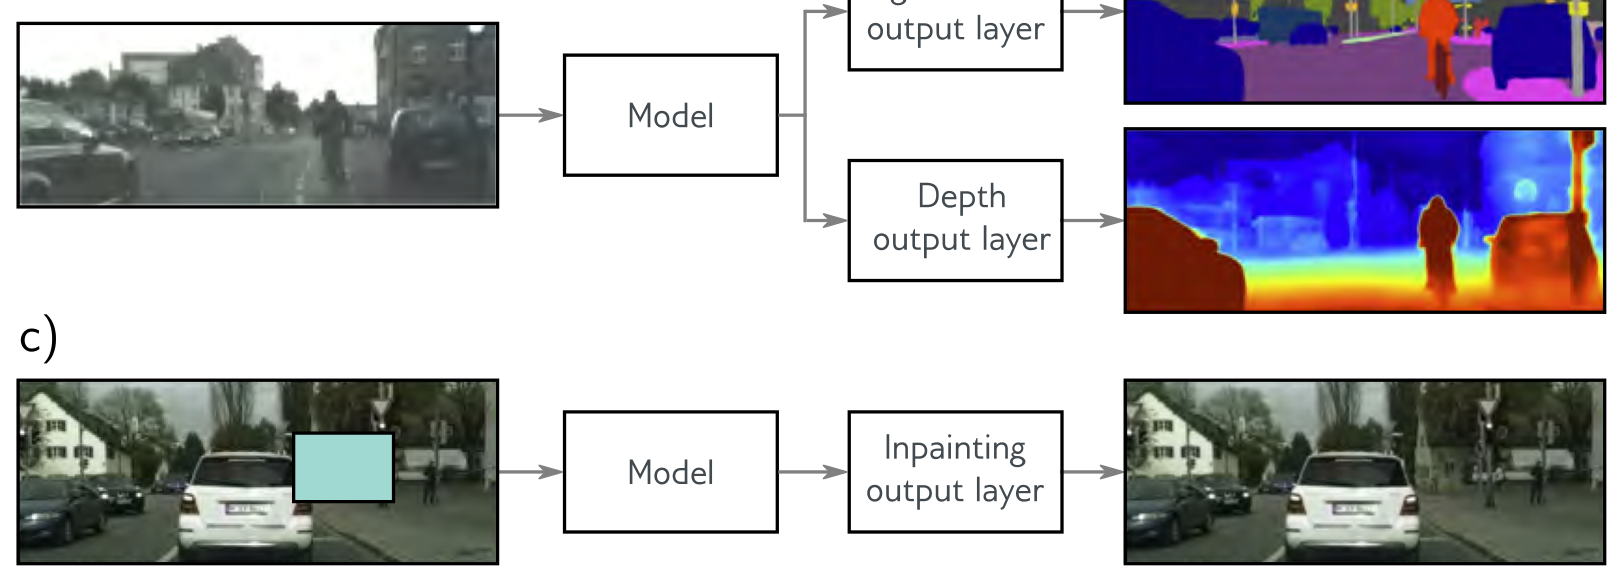 output layer
Model
Depth
output layer
c)
Model
Inpainting
output layer